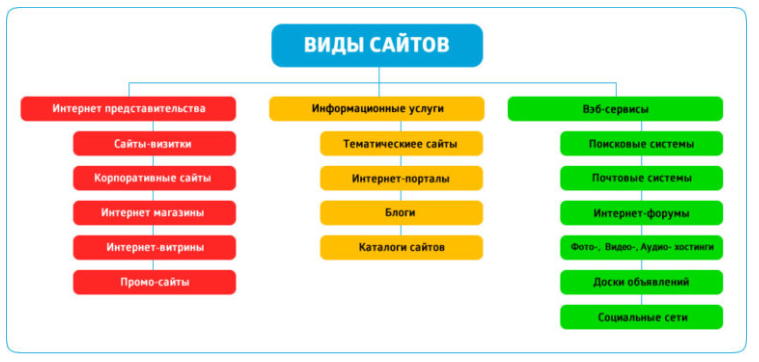 ВИДЫ САЙТОВ
Интернет представительства
Сайты-визитки
Корпоративные сайты
Интернет магазины
Интернет-витрины
Промо-сайты
Информационные услуги
Тематическиее сайты
Интернет-порталы
Блоги
Каталоги сайтов
Вэб-сервисы
Поисковые системы
Почтовые системы
Интернет-форумы
Фото-, Видео-, Аудио- хостинги
Доски объявлений
Социальные сети